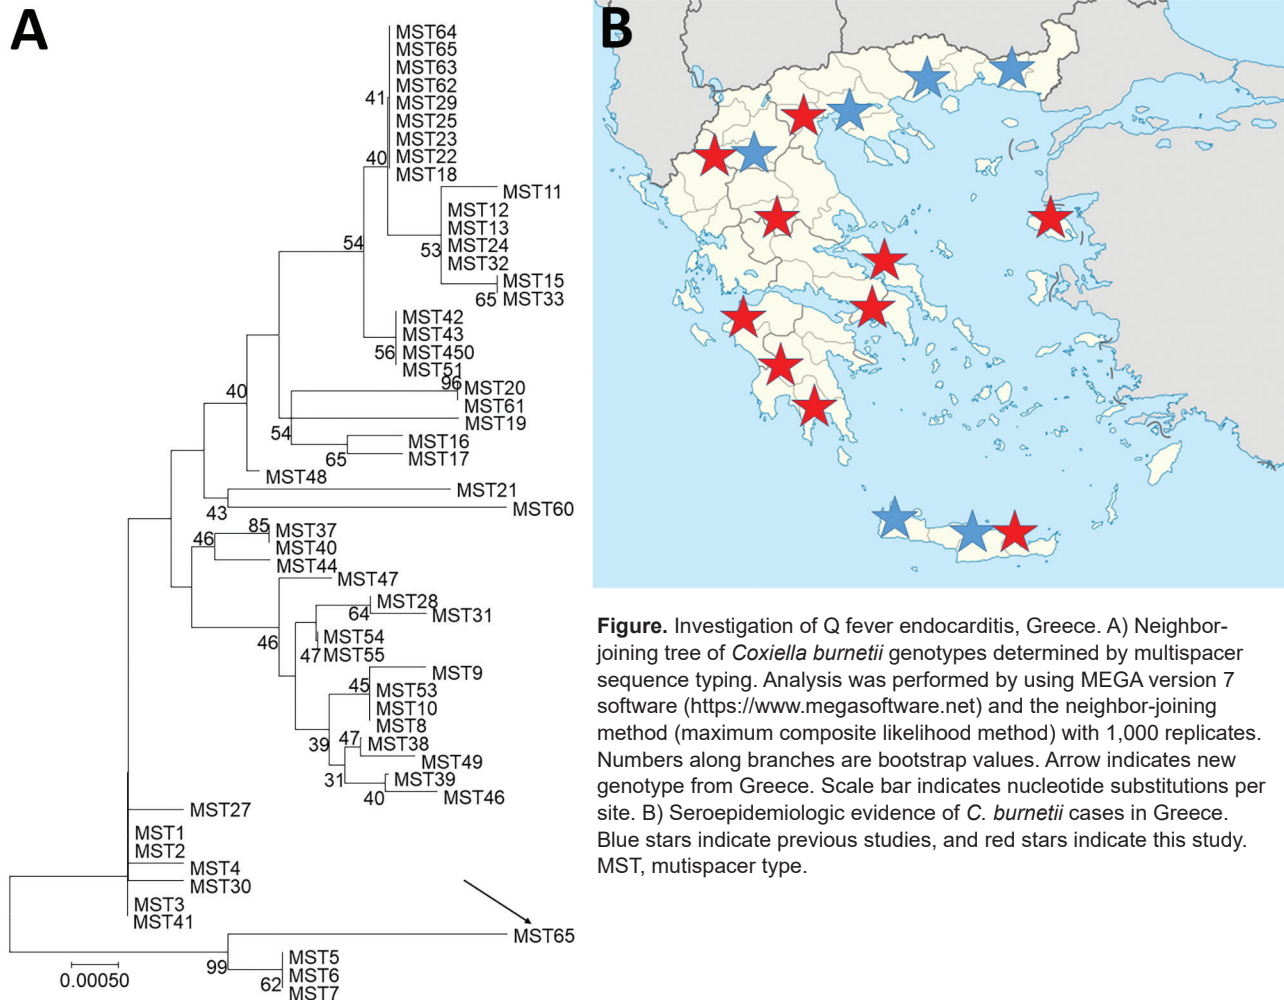 A
MST64
MST65
MST63
MST62
41
MST29
MST25
MST23
40
MST22
MST18
MST11
MST12
MST13
54
53
MST24
MST32
MST15
65
MST33
MST42
MST43
56
MST450
MST51
96
MST20
40
MST61
MST19
54
MST16
65
MST17
MST48
MST21
43
MST60
85
MST37
46
MST40
MST44
MST47
MST28
64
MST31
46
MST54
47
MST55
MST9
45
MST53
MST10
MST8
39
47
MST38
MST49
31
MST39
40
MST46
MST27
MST1
MST2
MST4
MST30
MST3
MST41
MST65
99
MST5
62
MST6
MST7
0.00050
B
Figure. Investigation of Q fever endocarditis, Greece. A) Neighbor-
joining tree of Coxiella burnetii genotypes determined by multispacer
sequence typing. Analysis was performed by using MEGA version 7
software (https://www.megasoftware.net) and the neighbor-joining
method (maximum composite likelihood method) with 1,000 replicates.
Numbers along branches are bootstrap values. Arrow indicates new
genotype from Greece. Scale bar indicates nucleotide substitutions per
site. B) Seroepidemiologic evidence of C. burnetii cases in Greece.
Blue stars indicate previous studies, and red stars indicate this study.
MST, mutispacer type.